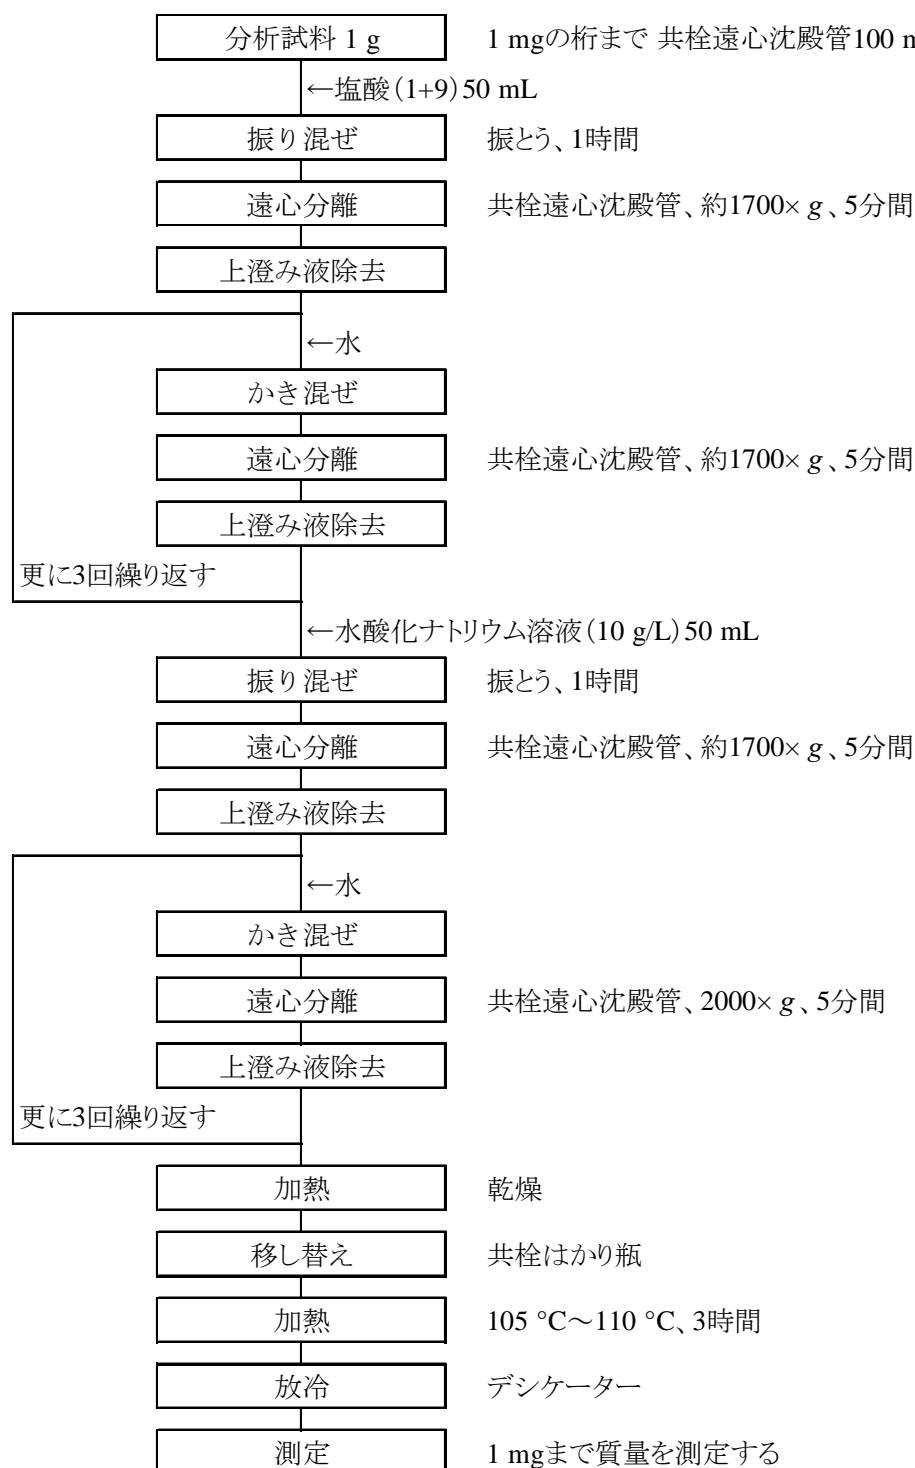 分析試料 1 g 1 mgの桁まで 共栓遠心沈殿管100
←塩酸(1+9)50 mL
振り混ぜ 振とう、1時間
遠心分離 共栓遠心沈殿管、約1700× g 、5分間
上澄み液除去
←水
かき混ぜ
遠心分離 共栓遠心沈殿管、約1700× g 、5分間
上澄み液除去
更に3回繰り返す
←水酸化ナトリウム溶液(10 g/L)50 mL
振り混ぜ 振とう、1時間
遠心分離 共栓遠心沈殿管、約1700× g 、5分間
上澄み液除去
←水
かき混ぜ
遠心分離 共栓遠心沈殿管、2000× g 、5分間
上澄み液除去
更に3回繰り返す
加熱 乾燥
移し替え 共栓はかり瓶
加熱 105 °C~110 °C、3時間
放冷 デシケーター
測定 1 mgまで質量を測定する